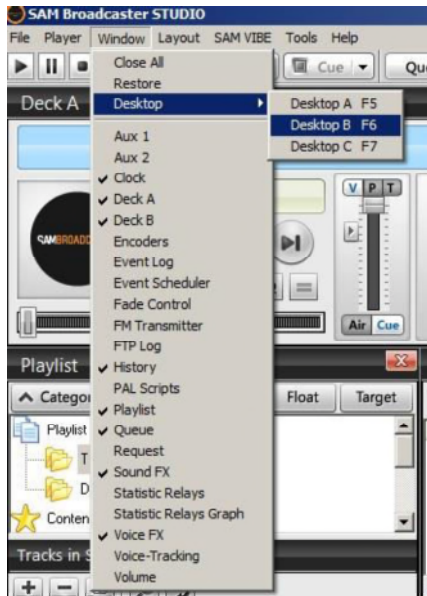 SAM Broadcaster STUDIO
File Player Window Layout SAM VIBE Tools Help
Close All
Restore
Desktop
Desktop A F5
Desktop B F6
Desktop C F7
Aux 1
Aux 2
Clock
Deck A
Deck B
Encoders
Event Log
Event Scheduler
Fade Control
FM Transmitter
FTP Log
History
PAL Scripts
Playlist
Queue
Request
Sound FX
Statistic Relays
Statistic Relays Graph
Voice FX
Voice-Tracking
Volume
Cue
Qu
Deck A
V P T
SAMBROADC
Air Cue
Playlist
Catego
Float Target
Playlist
T
D
Conten
Tracks in S